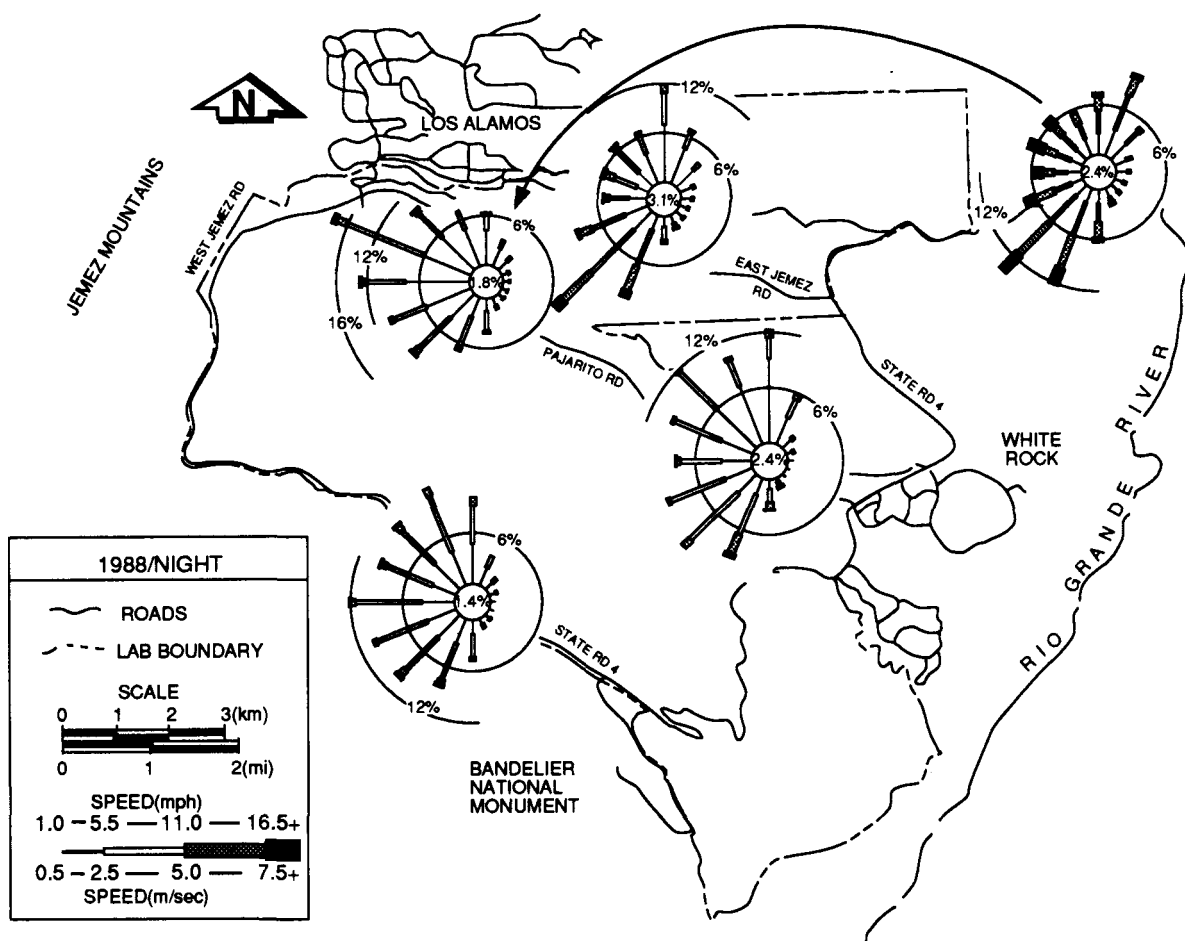 12%
N
LOS ALAMOS
6%
3.1%
6%
2.4%
12%
JEMEZ MOUNTAINS
WEST JEMEZ RD
6%
12%
1.8%
16%
EAST JEMEZ
RD
PAJARITO RD
12%
STATE RD 4
6%
2.4%
WHITE
ROCK
RIO GRANDE RIVER
6%
1.4%
12%
STATE RD 4
BANDELIER
NATIONAL
MONUMENT
1988/NIGHT
ROADS
LAB BOUNDARY
SCALE
0 1 2 3(km)
0 1 2(mi)
SPEED(mph)
1.0 – 5.5 — 11.0 — 16.5+
0.5 – 2.5 — 5.0 — 7.5+
SPEED(m/sec)